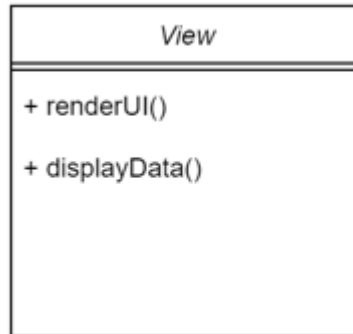 View
+ renderUI()
+ displayData()